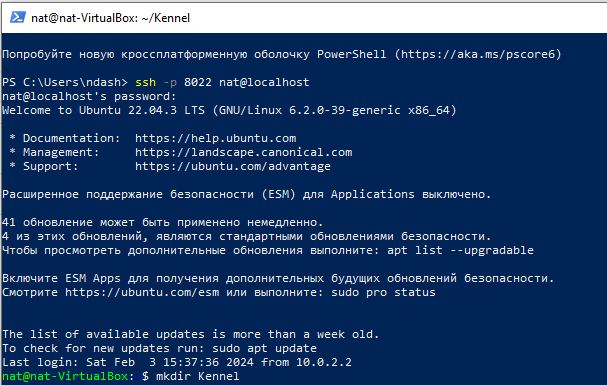 nat@nat-VirtualBox: ~/Kennel
Попробуйте новую кроссплатформенную оболочку PowerShell (https://aka.ms/pscore6)
PS C:\Users\ndash> ssh -p 8022 nat@localhost
nat@localhost's password:
Welcome to Ubuntu 22.04.3 LTS (GNU/Linux 6.2.0-39-generic x86_64)
* Documentation:  https://help.ubuntu.com
* Management:     https://landscape.canonical.com
* Support:        https://ubuntu.com/advantage
Расширенное поддержание безопасности (ESM) для Applications выключено.
41 обновление может быть применено немедленно.
4 из этих обновлений, являются стандартными обновлениями безопасности.
Чтобы просмотреть дополнительные обновления выполните: apt list --upgradable
Включите ESM Apps для получения дополнительных будущих обновлений безопасности.
Смотрите https://ubuntu.com/esm или выполните: sudo pro status
The list of available updates is more than a week old.
To check for new updates run: sudo apt update
Last login: Sat Feb  3 15:37:36 2024 from 10.0.2.2
nat@nat-VirtualBox:~$ mkdir Kennel